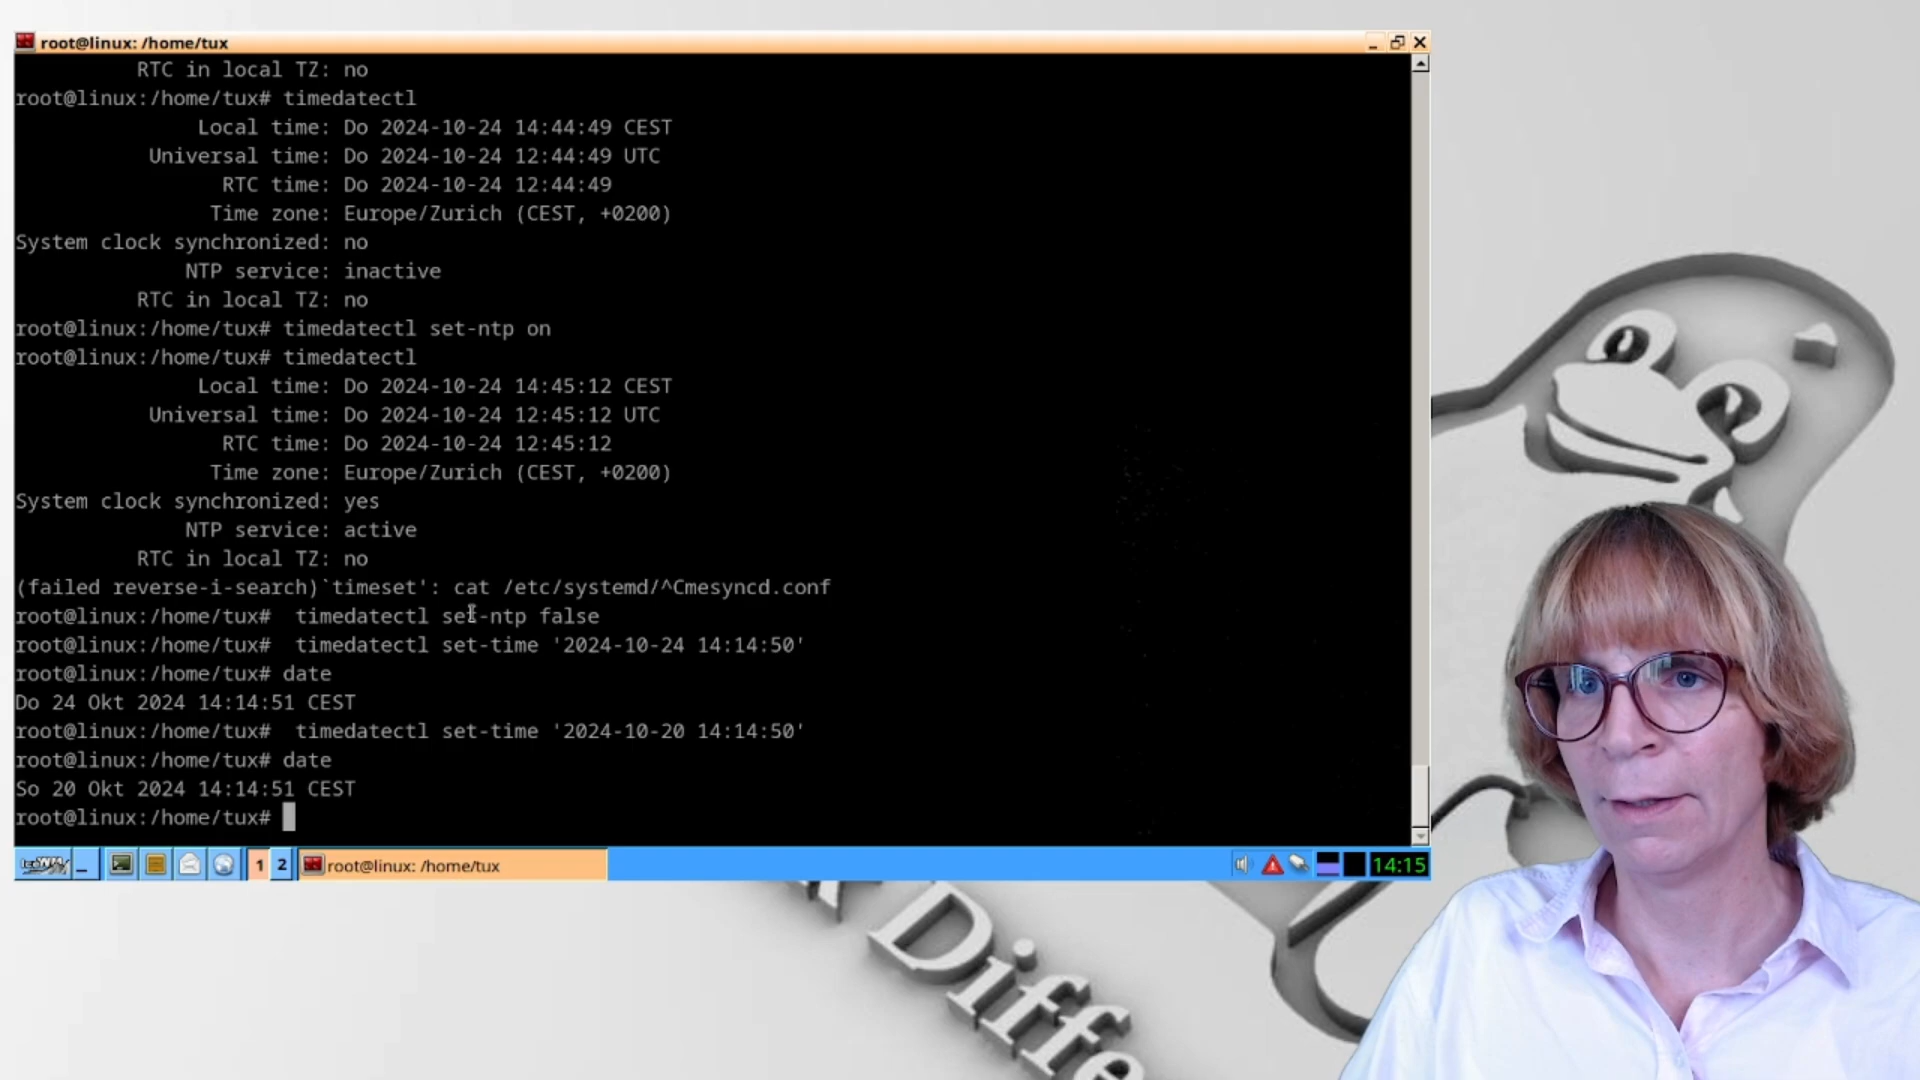 root@linux: /home/tux
RTC in local TZ: no
root@linux:/home/tux# timedatectl
Local time: Do 2024-10-24 14:44:49 CEST
Universal time: Do 2024-10-24 12:44:49 UTC
RTC time: Do 2024-10-24 12:44:49
Time zone: Europe/Zurich (CEST, +0200)
System clock synchronized: no
NTP service: inactive
RTC in local TZ: no
root@linux:/home/tux# timedatectl set-ntp on
root@linux:/home/tux# timedatectl
Local time: Do 2024-10-24 14:45:12 CEST
Universal time: Do 2024-10-24 12:45:12 UTC
RTC time: Do 2024-10-24 12:45:12
Time zone: Europe/Zurich (CEST, +0200)
System clock synchronized: yes
NTP service: active
RTC in local TZ: no
(failed reverse-i-search)`timeset': cat /etc/systemd/^Cmesyncd.conf
root@linux:/home/tux#  timedatectl set-ntp false
root@linux:/home/tux#  timedatectl set-time '2024-10-24 14:14:50'
root@linux:/home/tux# date
Do 24 Okt 2024 14:14:51 CEST
root@linux:/home/tux#  timedatectl set-time '2024-10-20 14:14:50'
root@linux:/home/tux# date
So 20 Okt 2024 14:14:51 CEST
root@linux:/home/tux#
IceWM 1 2 root@linux: /home/tux 14:15
Diffe